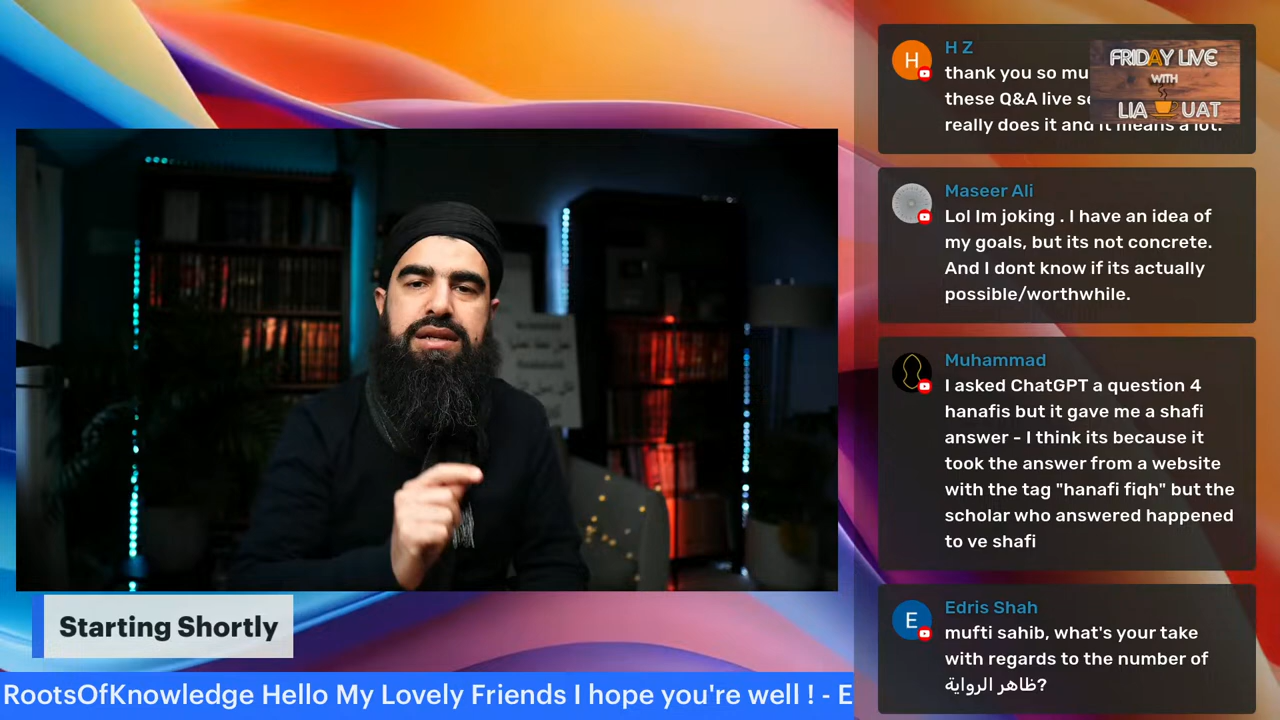 H Z
thank you so mu
these Q&A live se
really does it and it means a lot.
FRIDAY LIVE
WITH
LIA UAT
Maseer Ali
Lol Im joking . I have an idea of
my goals, but its not concrete.
And I dont know if its actually
possible/worthwhile.
Muhammad
I asked ChatGPT a question 4
hanafis but it gave me a shafi
answer - I think its because it
took the answer from a website
with the tag "hanafi fiqh" but the
scholar who answered happened
to ve shafi
Edris Shah
mufti sahib, what's your take
with regards to the number of
ظاهر الرواية?
Starting Shortly
RootsOfKnowledge Hello My Lovely Friends I hope you're well ! - E